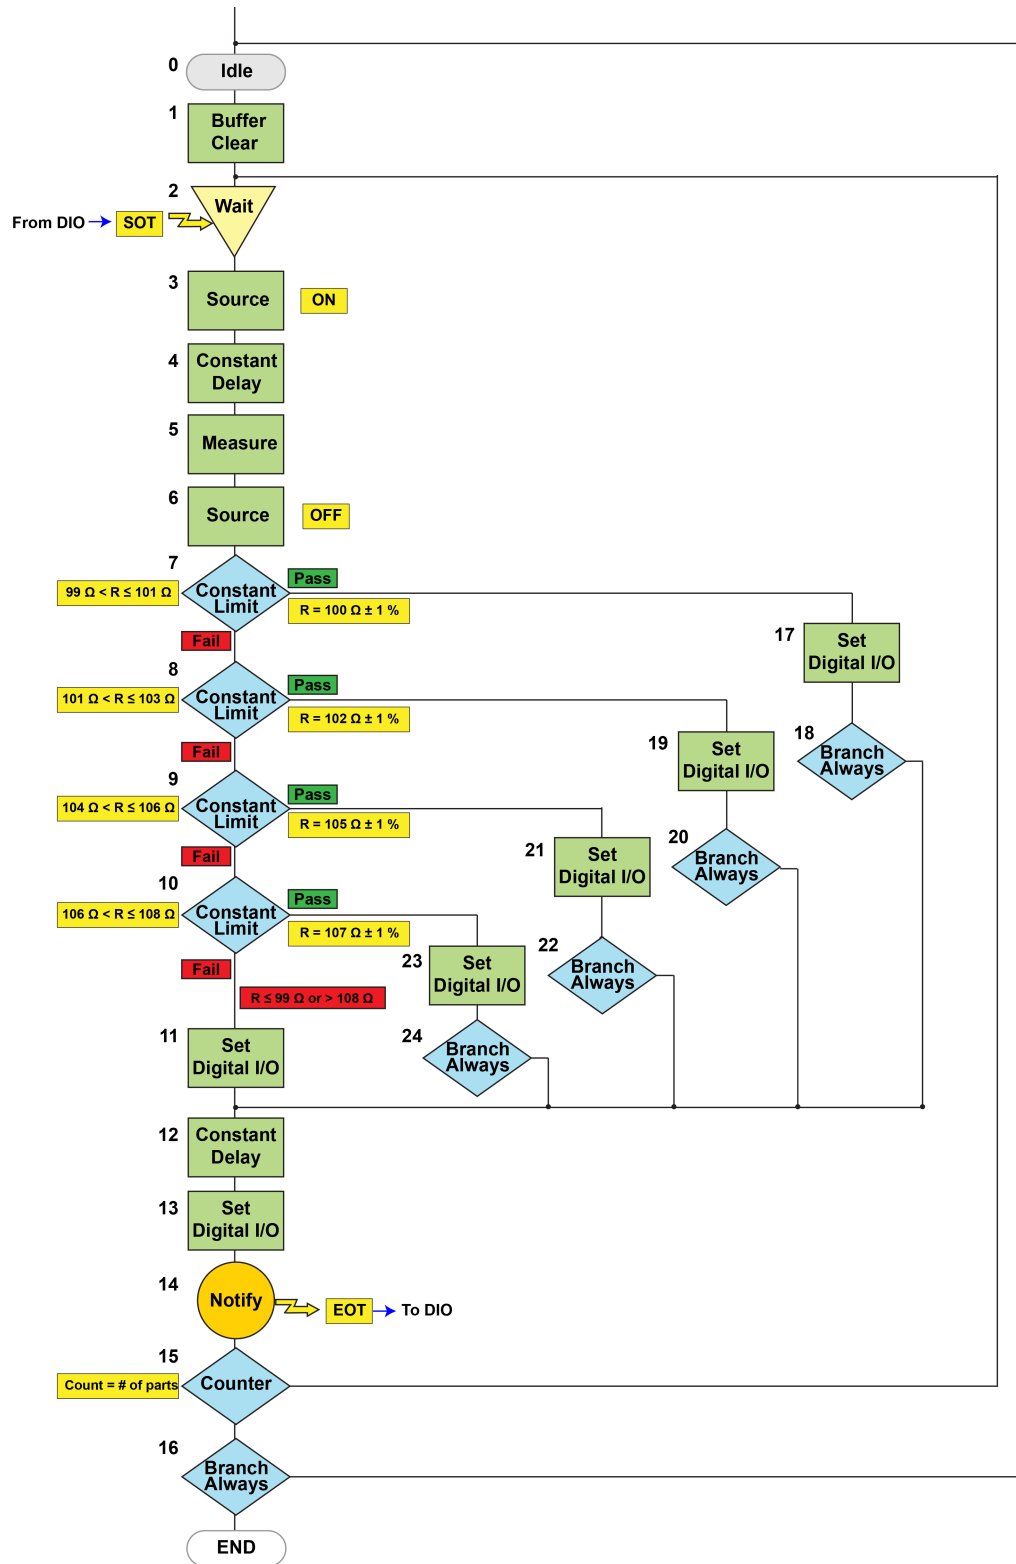 0
Idle
1
Buffer
Clear
2
Wait
From DIO
SOT
3
Source
ON
4
Constant
Delay
5
Measure
6
Source
OFF
7
99 Ω < R ≤ 101 Ω
Constant
Limit
Pass
R = 100 Ω ± 1 %
Fail
17
Set
Digital I/O
8
101 Ω < R ≤ 103 Ω
Constant
Limit
Pass
R = 102 Ω ± 1 %
Fail
18
Branch
Always
19
Set
Digital I/O
9
104 Ω < R ≤ 106 Ω
Constant
Limit
Pass
R = 105 Ω ± 1 %
Fail
20
Branch
Always
21
Set
Digital I/O
10
106 Ω < R ≤ 108 Ω
Constant
Limit
Pass
R = 107 Ω ± 1 %
Fail
22
Branch
Always
23
Set
Digital I/O
R ≤ 99 Ω or > 108 Ω
24
Branch
Always
11
Set
Digital I/O
12
Constant
Delay
13
Set
Digital I/O
14
Notify
EOT
To DIO
15
Count = # of parts
Counter
16
Branch
Always
END